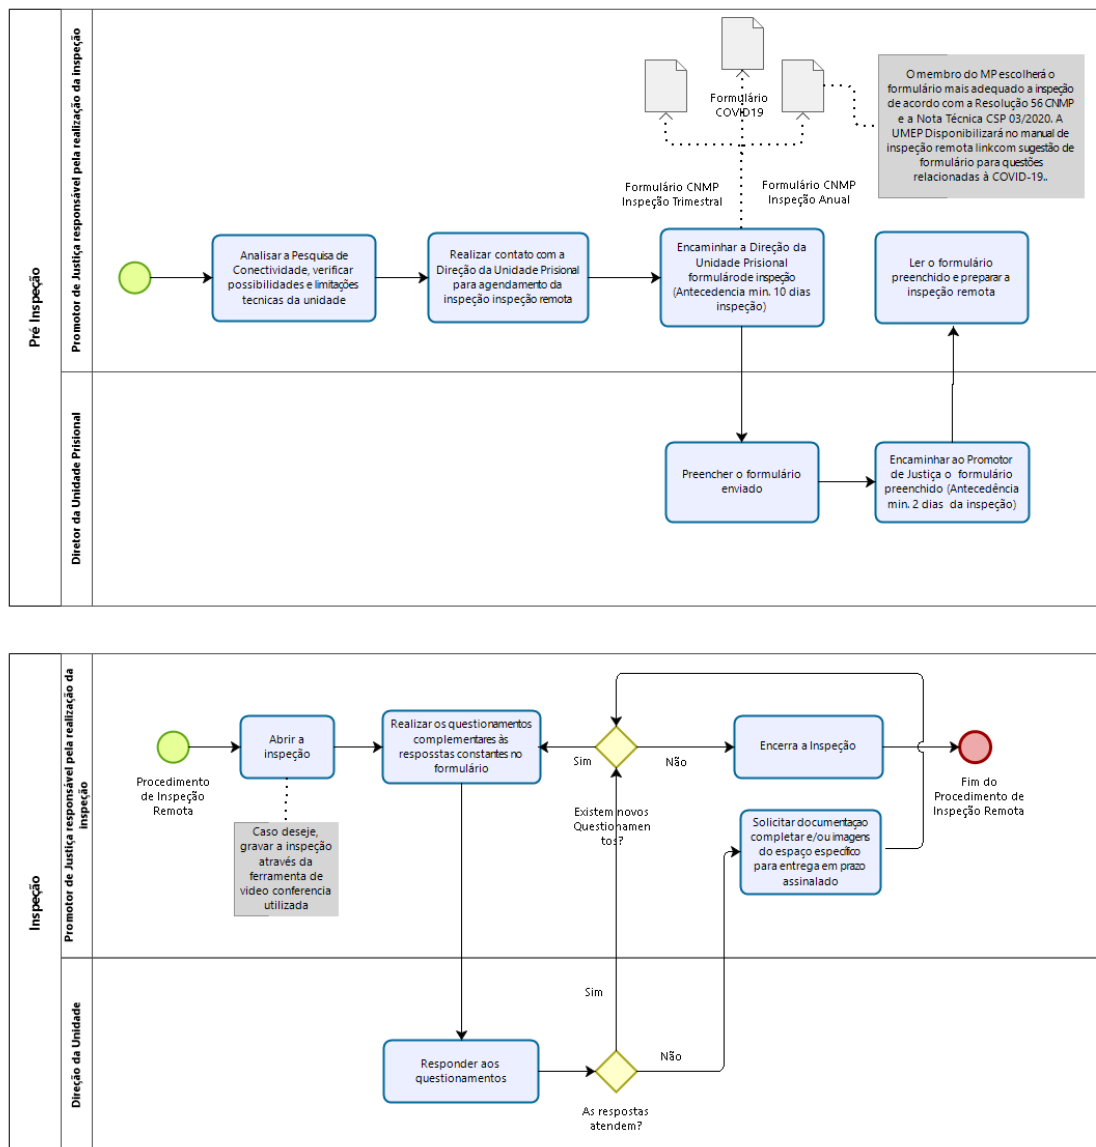 Pré Inspeção
Promotor de Justiça responsável pela realização da inspeção
Formulário
COVID19
O membro do MP escolherá o
formulário mais adequado a inspeção
de acordo com a Resolução 56 CNMP
e a Nota Técnica CSP 03/2020. A
UMEP Disponibilizará no manual de
inspeção remota linkcom sugestão de
formulário para questões
relacionadas à COVID-19..
Formulário CNMP
Inspeção Trimestral
Formulário CNMP
Inspeção Anual
Analisar a Pesquisa de
Conectividade, verificar
possibilidades e limitações
tecnicas da unidade
Realizar contato com a
Direção da Unidade Prisional
para agendamento da
inspeção inspeção remota
Encaminhar a Direção da
Unidade Prisional
formulárode inspeção
(Antecedencia min. 10 dias
inspeção)
Ler o formulário
preenchido e preparar a
inspeção remota
Diretor da Unidade Prisional
Preencher o formulário
enviado
Encaminhar ao Promotor
de Justiça o formulário
preenchido (Antecedência
min. 2 dias da inspeção)
Inspeção
Promotor de Justiça responsável pela realização da
inspeção
Procedimento
de Inspeção
Remota
Abrir a
inspeção
Caso deseje,
gravar a inspeção
através da
ferramenta de
video conferencia
utilizada
Realizar os questionamentos
complementares às
resposstas constantes no
formulário
Sim
Não
Existem novos
Questionamen
tos?
Encerra a Inspeção
Fim do
Procedimento de
Inspeção Remota
Solicitar documentaçao
completar e/ou imagens
do espaço específico
para entrega em prazo
assinalado
Direção da Unidade
Sim
Responder aos
questionamentos
Não
As respostas
atendem?